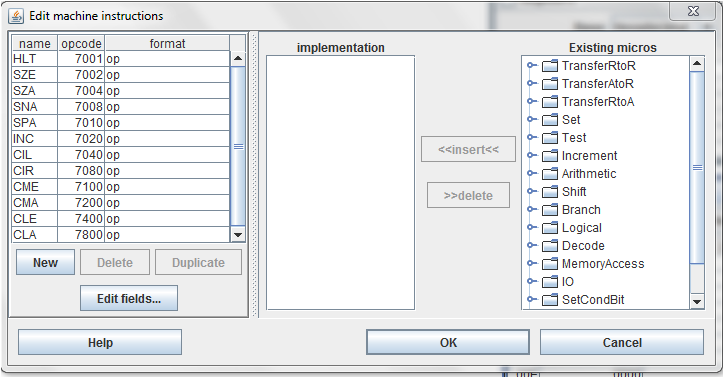 Edit machine instructions
name opcode format
HLT 7001 op
SZE 7002 op
SZA 7004 op
SNA 7008 op
SPA 7010 op
INC 7020 op
CIL 7040 op
CIR 7080 op
CME 7100 op
CMA 7200 op
CLE 7400 op
CLA 7800 op
New Delete Duplicate
Edit fields...
implementation
<<insert<<
>>delete
Existing micros
TransferRtoR
TransferAtoR
TransferRtoA
Set
Test
Increment
Arithmetic
Shift
Branch
Logical
Decode
MemoryAccess
IO
SetCondBit
Help OK Cancel